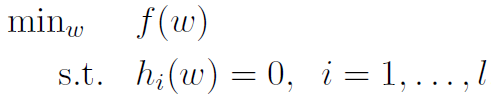 min_w f(w)
s.t. h_i(w) = 0, i = 1, . . . , l